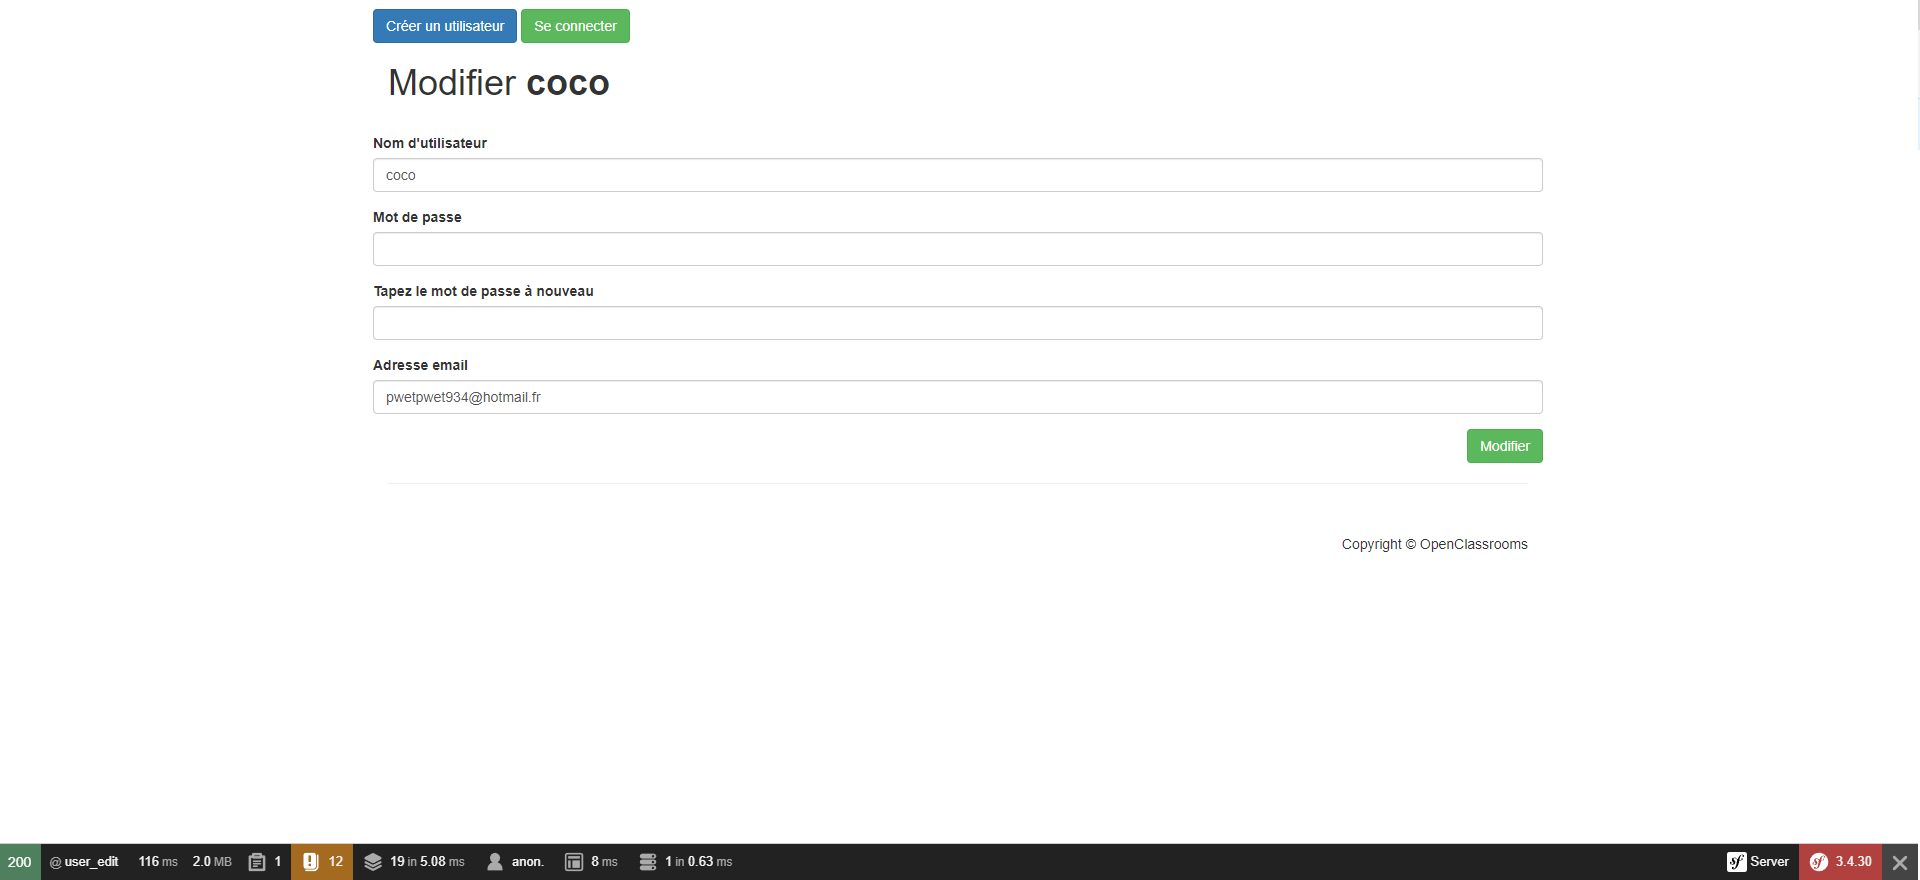 Créer un utilisateur Se connecter
Modifier coco
Nom d'utilisateur
coco
Mot de passe
Tapez le mot de passe à nouveau
Adresse email
pwetpwet934@hotmail.fr
Modifier
Copyright © OpenClassrooms
200 @ user_edit 116 ms 2.0 MB 1 12 19 in 5.08 ms anon. 8 ms 1 in 0.63 ms sf Server sf 3.4.30